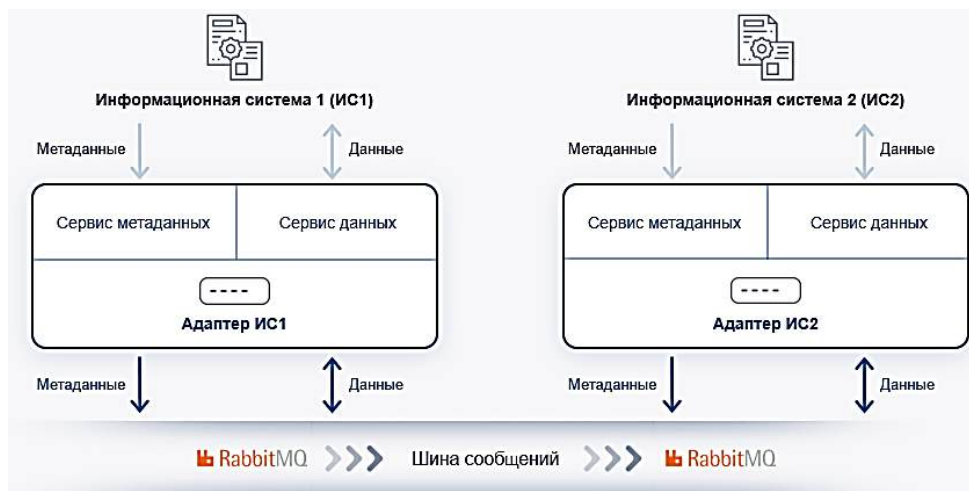 Информационная система 1 (ИС1)
Информационная система 2 (ИС2)
Метаданные
Данные
Метаданные
Данные
Сервис метаданных
Сервис данных
Сервис метаданных
Сервис данных
Адаптер ИС1
Адаптер ИС2
Метаданные
Данные
Метаданные
Данные
RabbitMQ
Шина сообщений
RabbitMQ